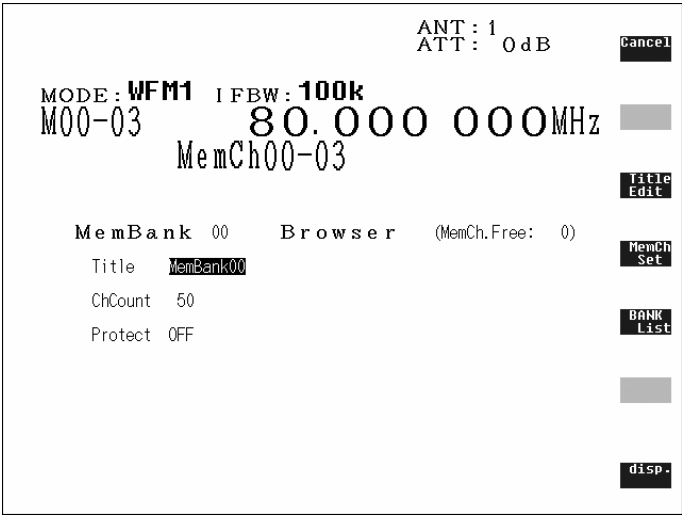 ANT:1
ATT: 0dB
Cancel
MODE:WFM1 IFBW:100k
M00-03 80.000 000MHz
MemCh00-03
Title
Edit
MemBank 00 Browser (MemCh.Free: 0)
MemCh
Set
Title MemBank00
ChCount 50
BANK
List
Protect OFF
disp.